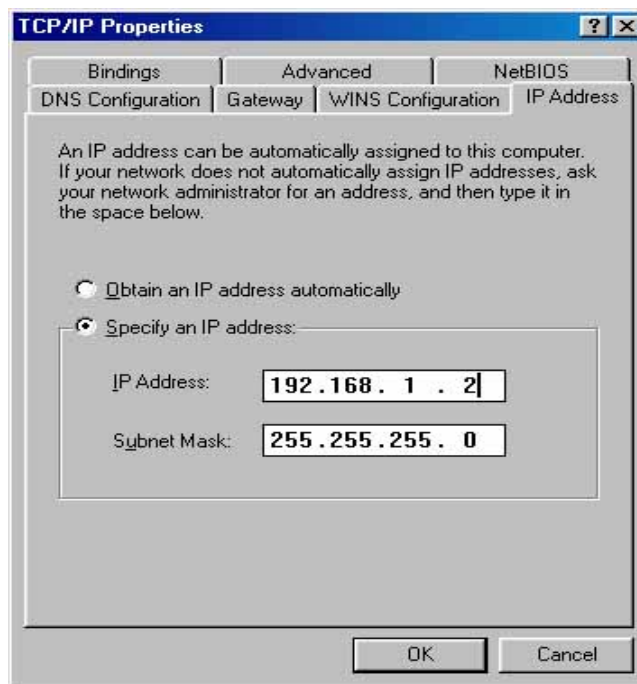 TCP/IP Properties
Bindings Advanced NetBIOS
DNS Configuration Gateway WINS Configuration IP Address
An IP address can be automatically assigned to this computer.
If your network does not automatically assign IP addresses, ask
your network administrator for an address, and then type it in
the space below.
Obtain an IP address automatically
Specify an IP address:
IP Address: 192.168. 1 . 2
Subnet Mask: 255.255.255. 0
OK Cancel